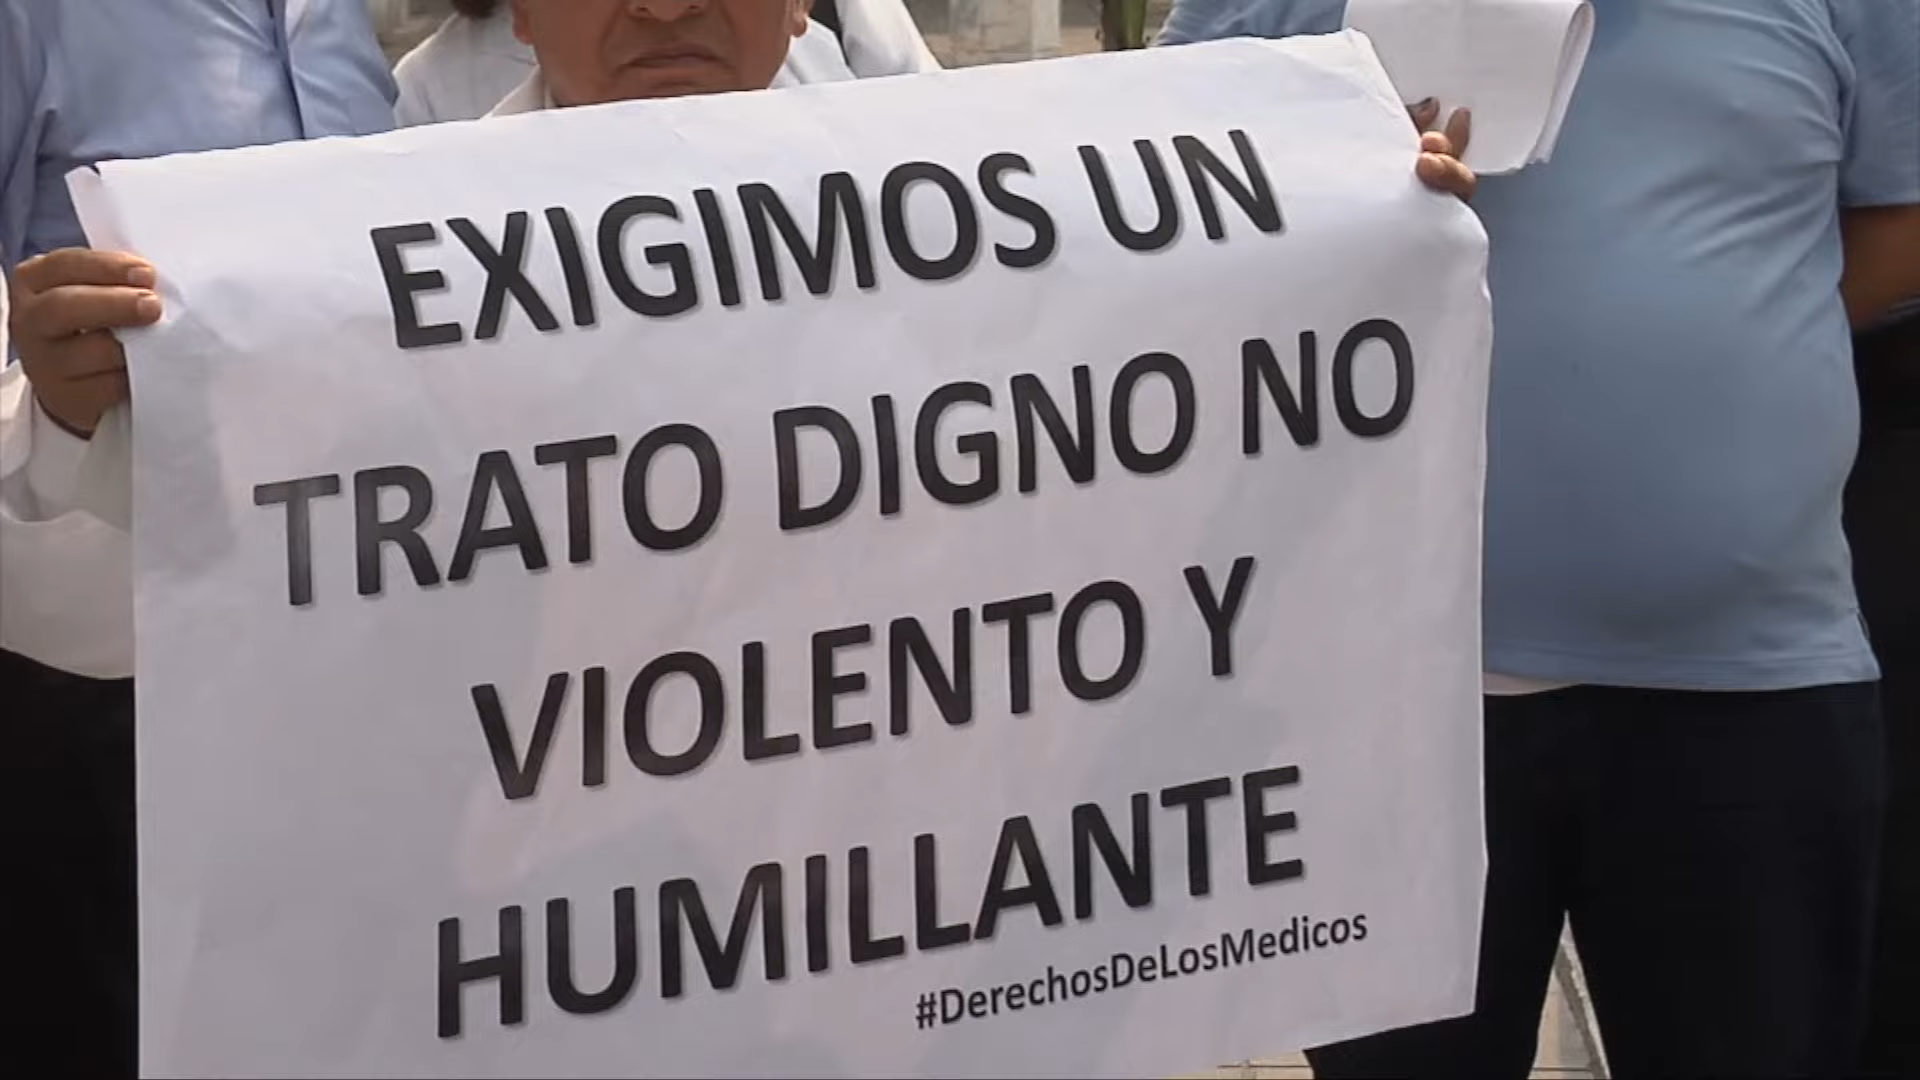 EXIGIMOS UN
TRATO DIGNO NO
VIOLENTO Y
HUMILLANTE
#DerechosDeLosMedicos